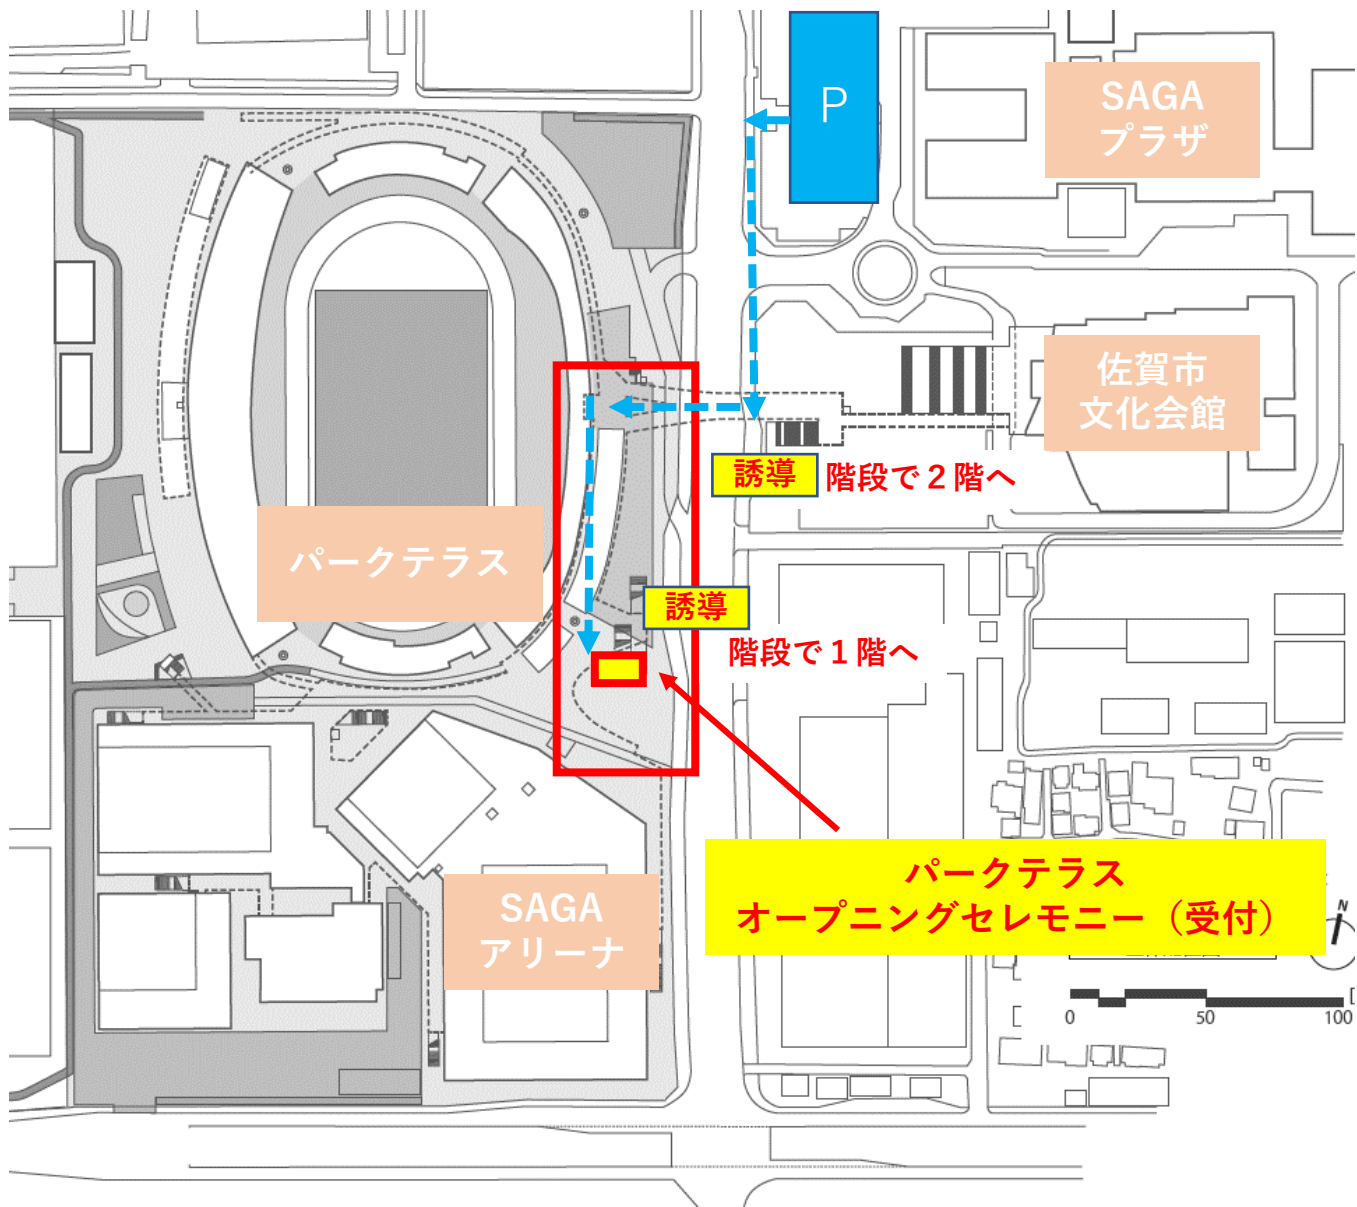 P
SAGA
プラザ
佐賀市
文化会館
誘導
階段で２階へ
パークテラス
誘導
階段で１階へ
パークテラス
オープニングセレモニー（受付）
SAGA
アリーナ
N
0
50
100